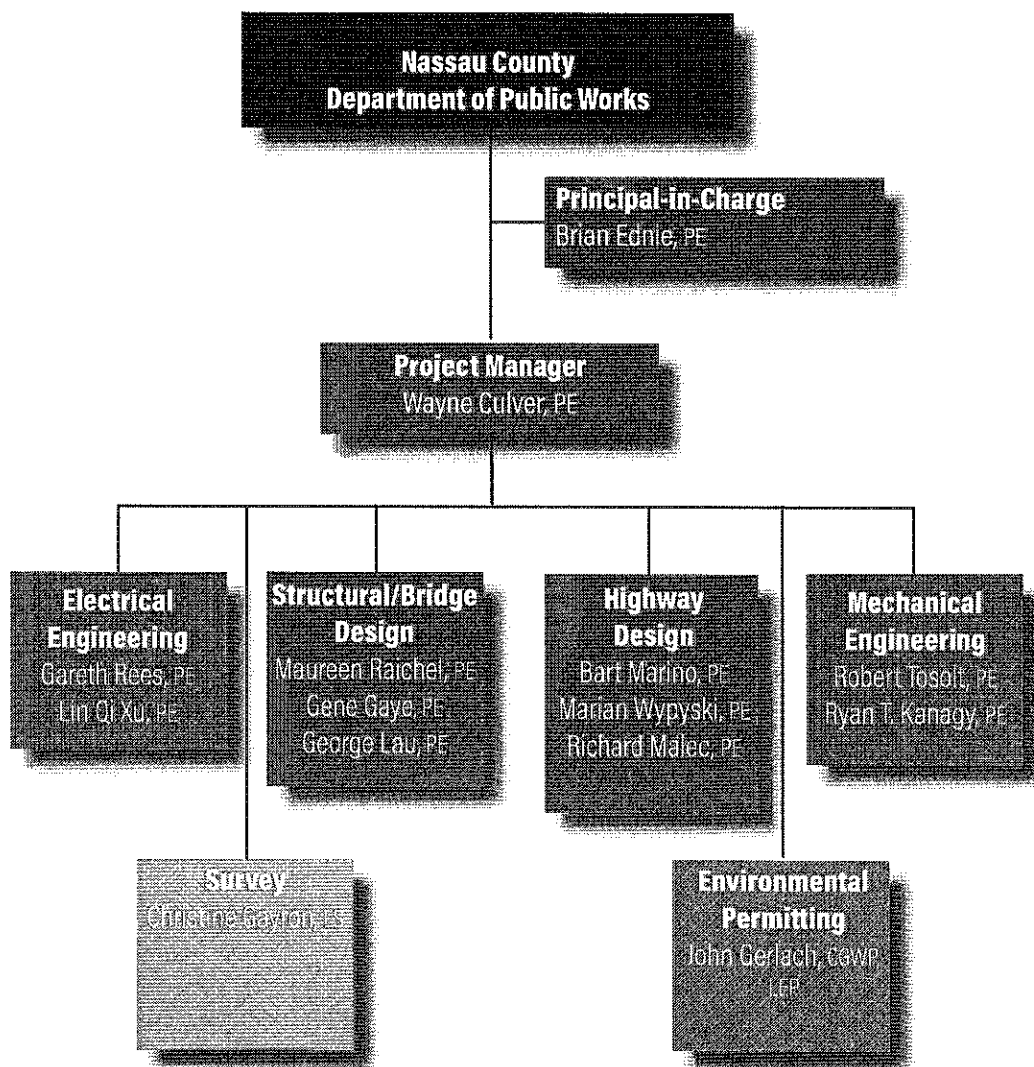 Nassau County
Department of Public Works
Principal-in-Charge
Brian Ednie, PE
Project Manager
Wayne Culver, PE
Electrical
Engineering
Gareth Rees, PE
Lin Qi Xu, PE
Structural/Bridge
Design
Maureen Raichel, PE
Gene Gaye, PE
George Lau, PE
Highway
Design
Bart Marino, PE
Marian Wypyski, PE
Richard Malec, PE
Mechanical
Engineering
Robert Tosolt, PE
Ryan T. Kanagy, PE
Survey
Christine Gayron, PS
Environmental
Permitting
John Gerlach, CGWP
LEP